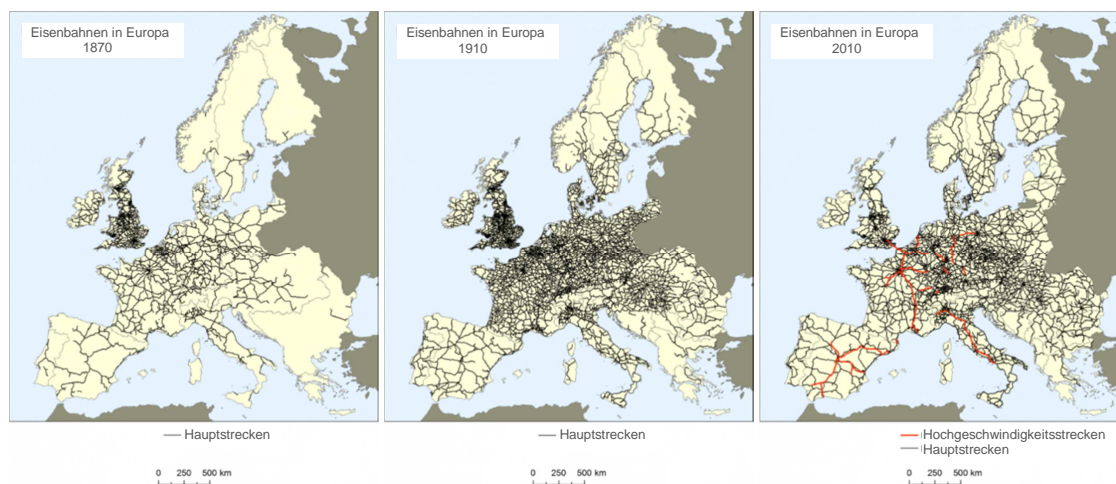 Eisenbahnen in Europa
1870
Eisenbahnen in Europa
1910
Eisenbahnen in Europa
2010
Hauptstrecken
Hauptstrecken
Hochgeschwindigkeitsstrecken
Hauptstrecken
0 250 500 km
0 250 500 km
0 250 500 km